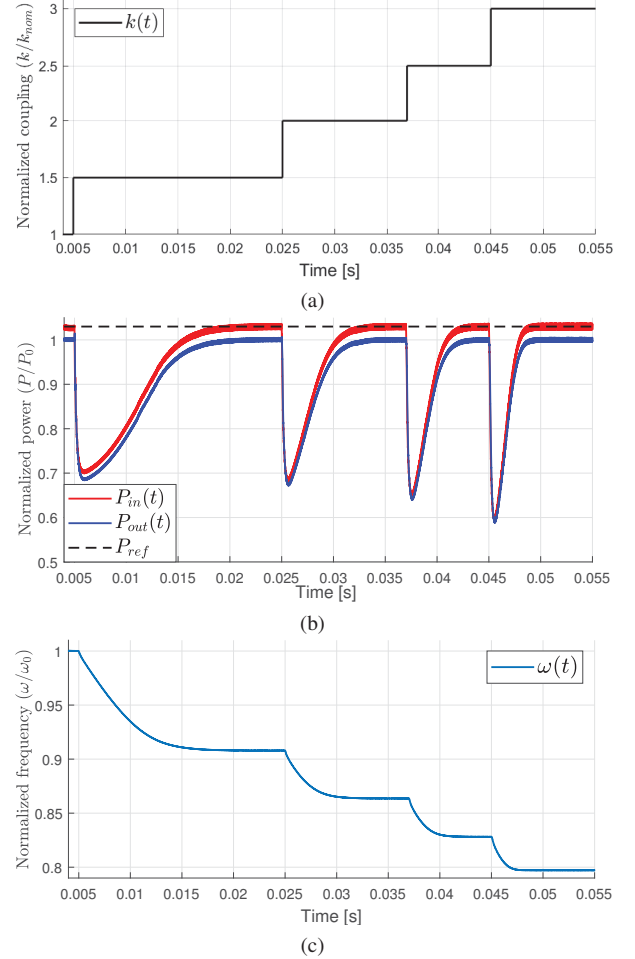 Normalized coupling (k/k_nom)
3
2.5
2
1.5
1
k(t)
0.005 0.01 0.015 0.02 0.025 0.03 0.035 0.04 0.045 0.05 0.055
Time [s]
(a)
Normalized power (P/P_0)
1
0.9
0.8
0.7
0.6
0.5
P_in(t)
P_out(t)
P_ref
0.005 0.01 0.015 0.02 0.025 0.03 0.035 0.04 0.045 0.05 0.055
Time [s]
(b)
Normalized frequency (ω/ω_0)
1
0.95
0.9
0.85
0.8
ω(t)
0.005 0.01 0.015 0.02 0.025 0.03 0.035 0.04 0.045 0.05 0.055
Time [s]
(c)